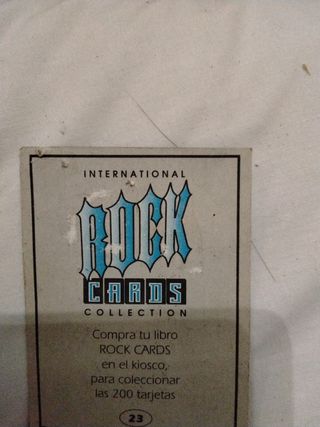 INTERNATIONAL
ROCK
CARDS
COLLECTION
Compra tu libro
ROCK CARDS
en el kiosco,
para coleccionar
las 200 tarjetas
23